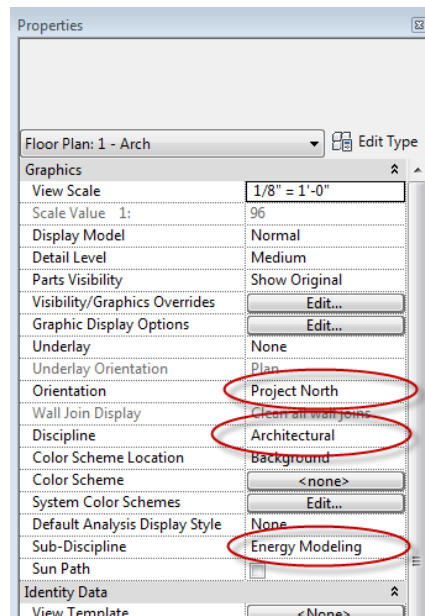 Properties
Floor Plan: 1 - Arch Edit Type
Graphics
View Scale 1/8" = 1'-0"
Scale Value 1: 96
Display Model Normal
Detail Level Medium
Parts Visibility Show Original
Visibility/Graphics Overrides Edit...
Graphic Display Options Edit...
Underlay None
Underlay Orientation Plan
Orientation Project North
Wall Join Display Clean all wall joins
Discipline Architectural
Color Scheme Location Background
Color Scheme <none>
System Color Schemes Edit...
Default Analysis Display Style None
Sub-Discipline Energy Modeling
Sun Path
Identity Data
View Template <None>